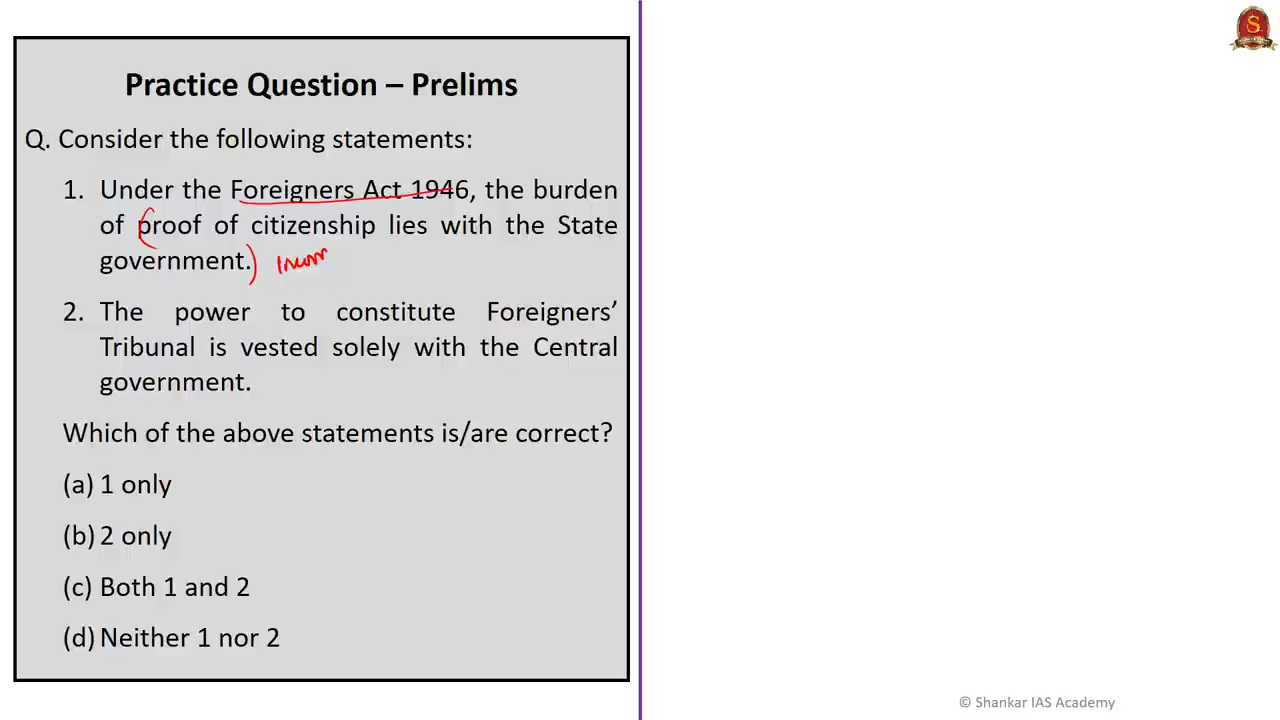 Practice Question – Prelims
Q. Consider the following statements:
1. Under the Foreigners Act 1946, the burden
of proof of citizenship lies with the State
government.
2. The power to constitute Foreigners’
Tribunal is vested solely with the Central
government.
Which of the above statements is/are correct?
(a) 1 only
(b) 2 only
(c) Both 1 and 2
(d) Neither 1 nor 2
S
© Shankar IAS Academy